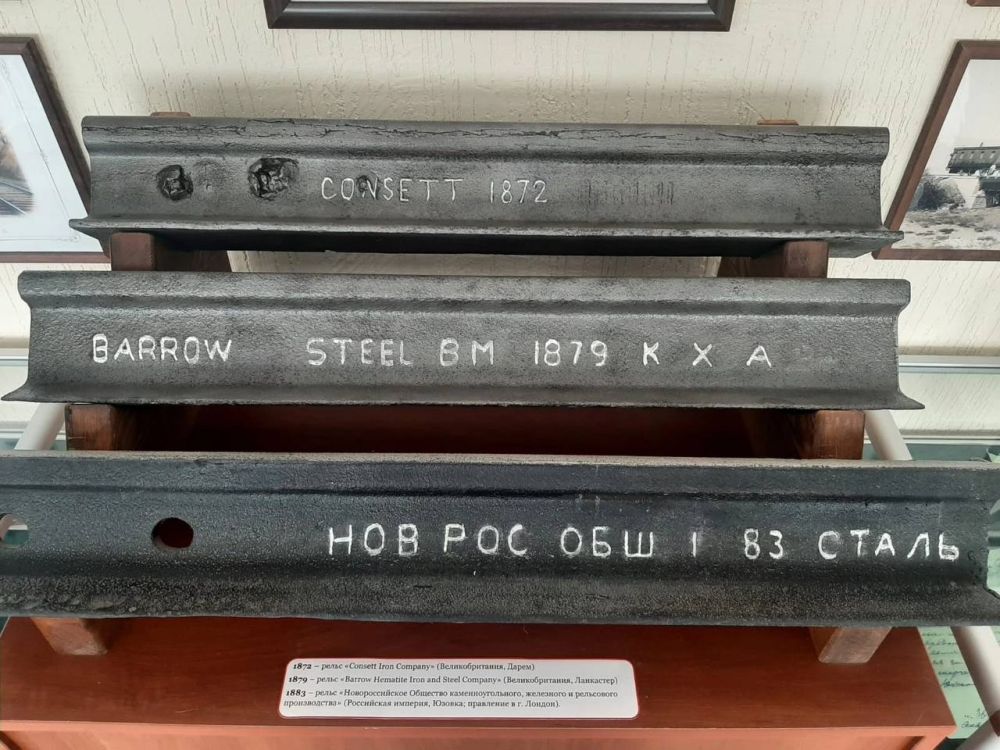 CONSETT 1872
BARROW STEEL BM 1879 K X A
НОВ РОС ОБШ I 83 СТАЛЬ
1872 – рельс «Consett Iron Company» (Великобритания, Дарем)
1879 – рельс «Barrow Hematite Iron and Steel Company» (Великобритания, Ланкастер)
1883 – рельс «Новороссийское Общество каменноугольного, железного и рельсового
производства» (Российская империя, Юзовка; правление в г. Лондон).